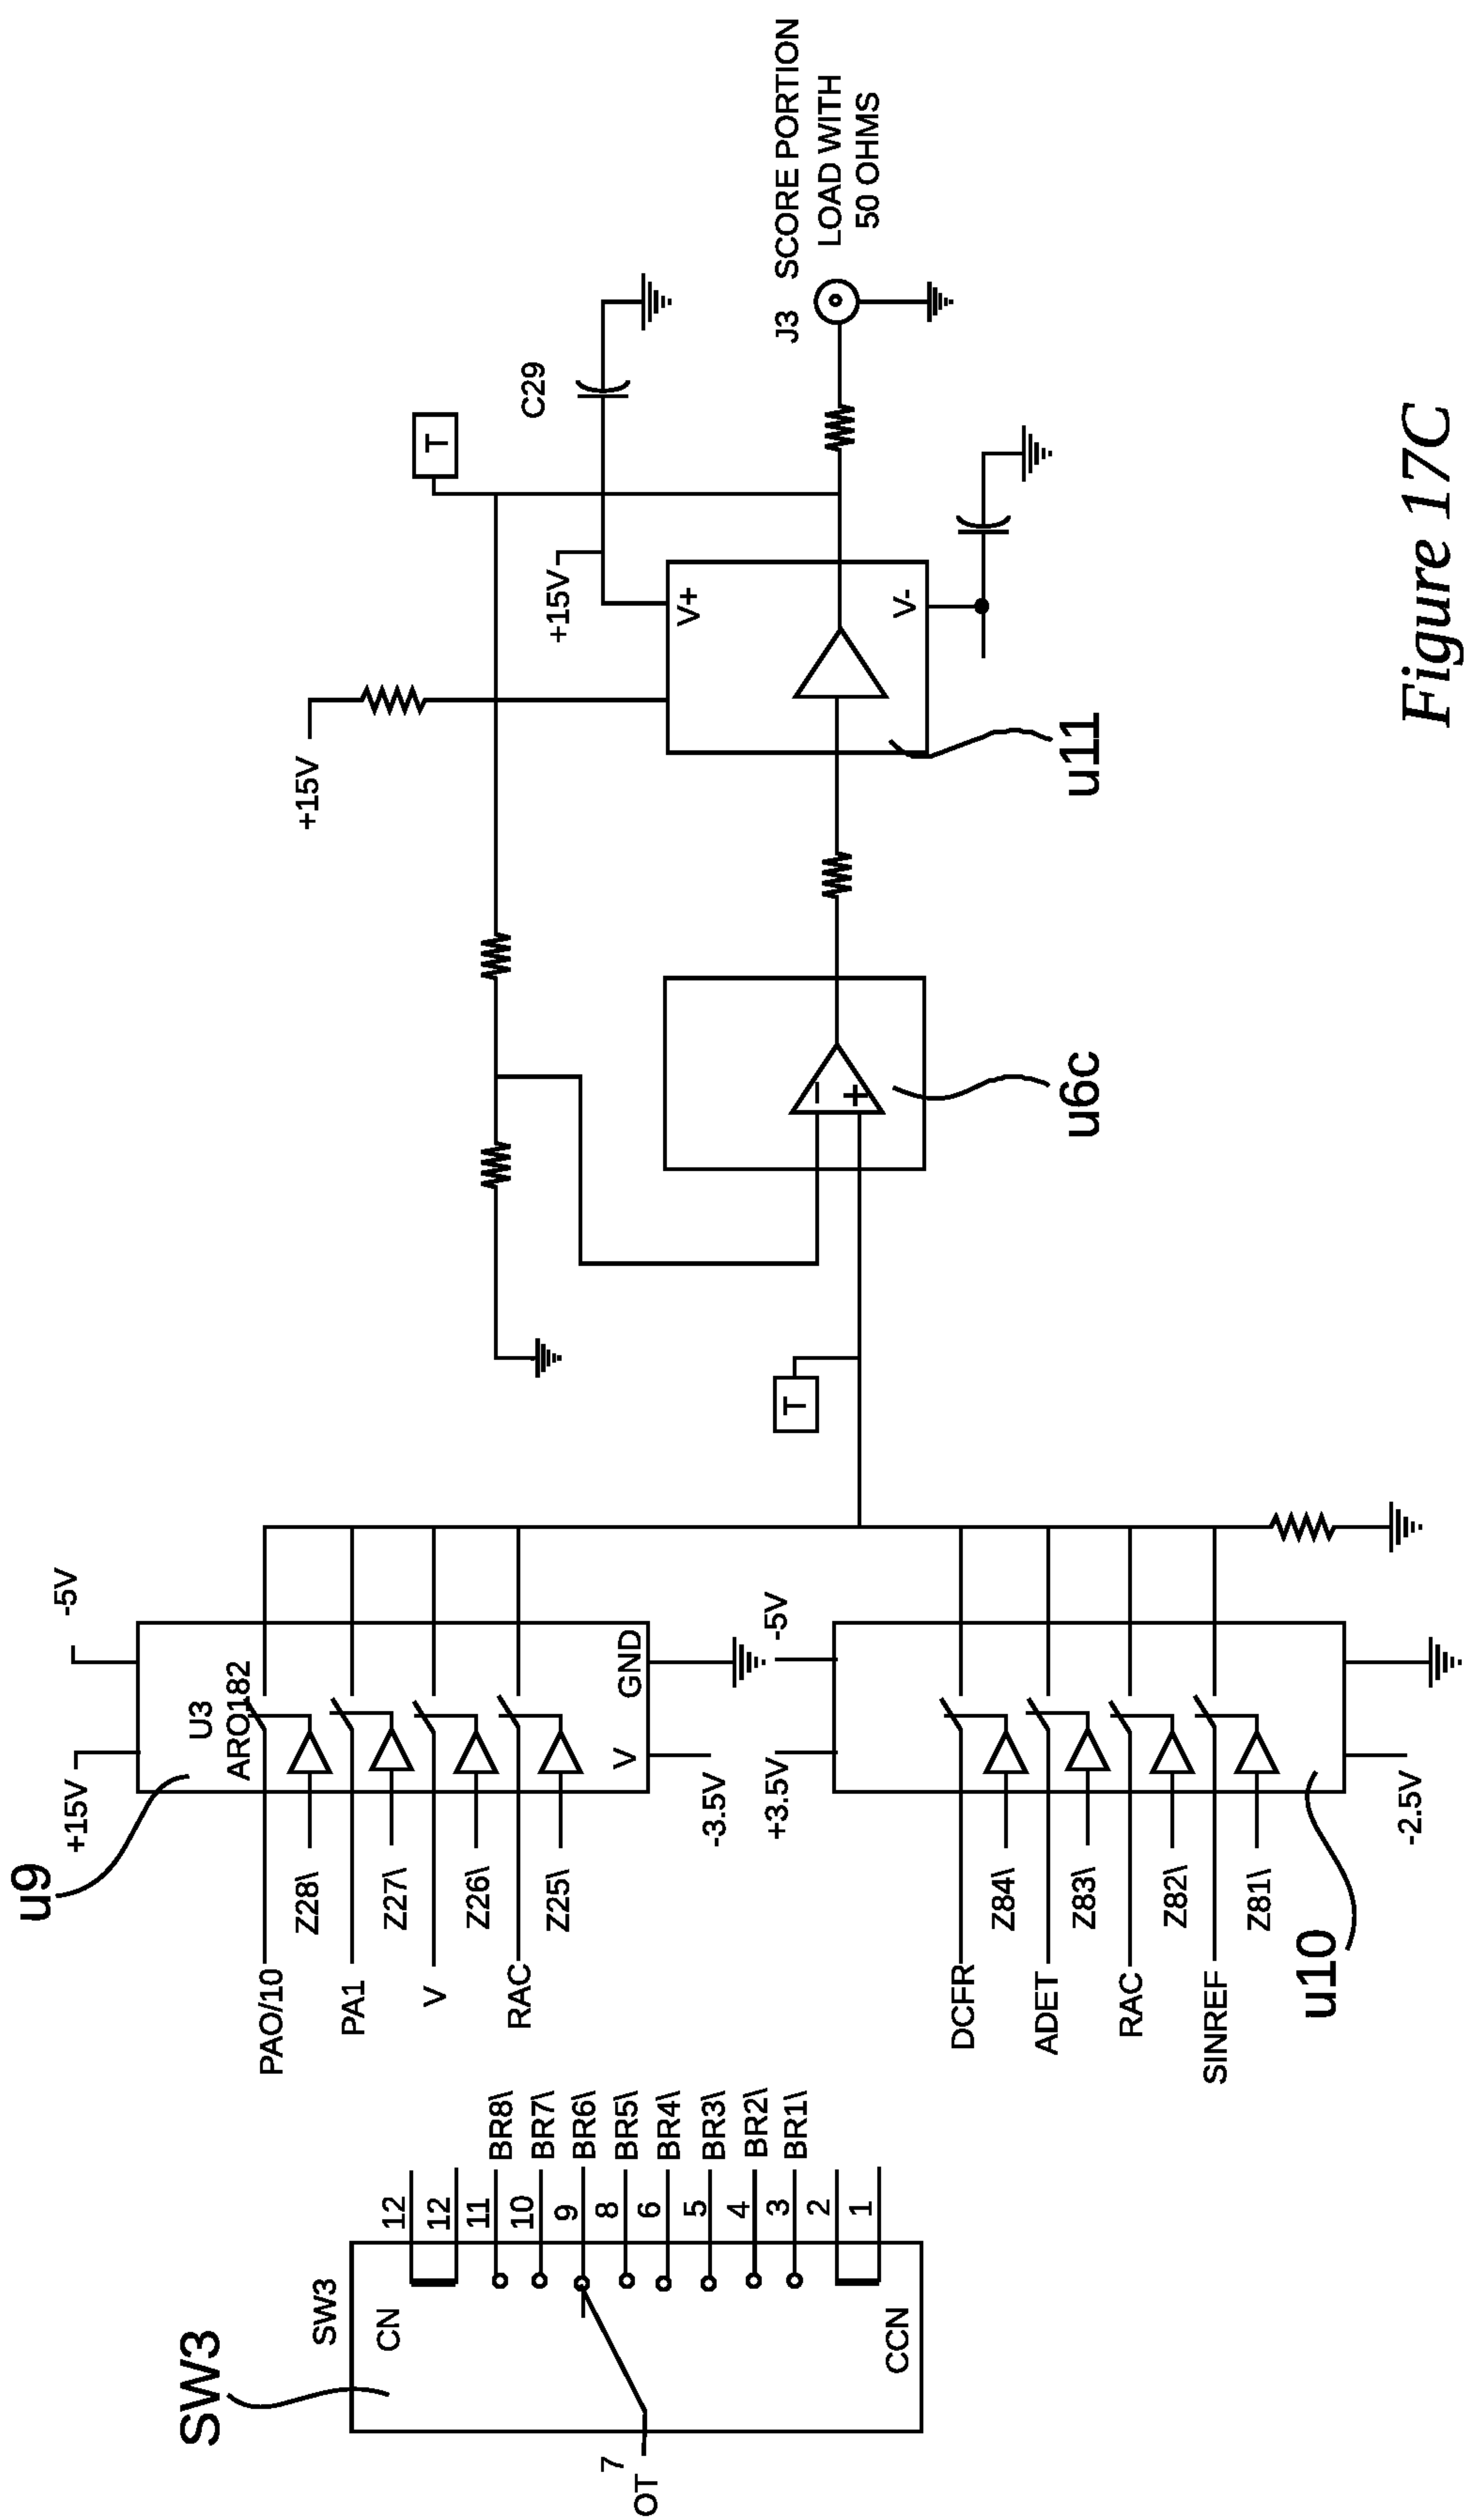 SW3
SW3
CN
CCN
7
OT
12
12
11
10
9
8
6
5
4
3
2
1
BR8\
BR7\
BR6\
BR5\
BR4\
BR3\
BR2\
BR1\
u9
+15V
-5V
U3
ARO182
PAO/10
Z28\
PA1
Z27\
V
Z26\
RAC
Z25\
V
GND
-3.5V
+3.5V
-5V
DCFR
Z84\
ADET
Z83\
RAC
Z82\
SINREF
Z81\
-2.5V
u10
T
−
+
u6c
+15V
+15V
V+
V-
u11
T
C29
J3 SCORE PORTION
LOAD WITH
50 OHMS
Figure 17C